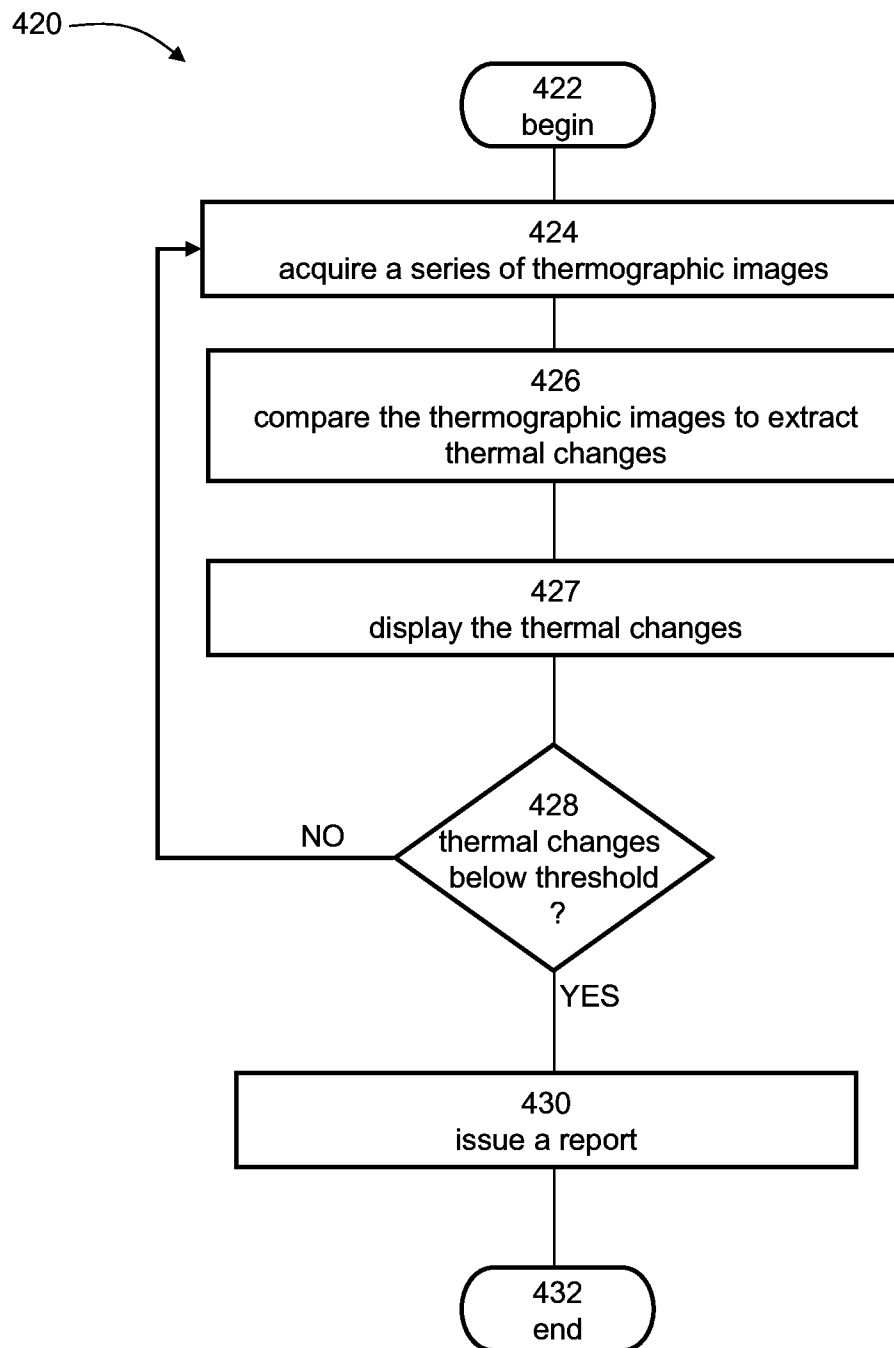 420
422
begin
424
acquire a series of thermographic images
426
compare the thermographic images to extract
thermal changes
427
display the thermal changes
428
thermal changes
below threshold
?
NO
YES
430
issue a report
432
end